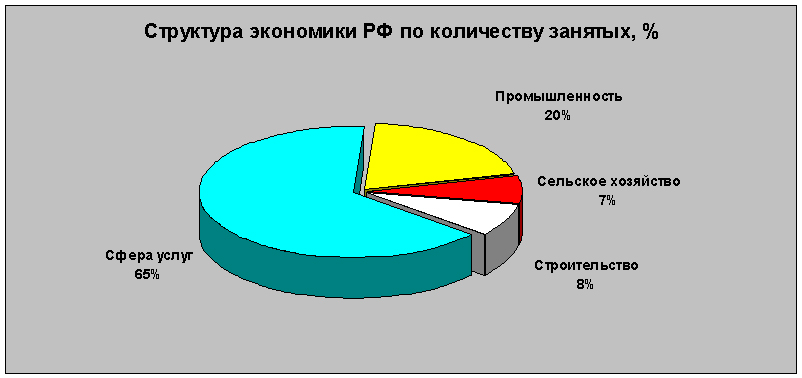 Структура экономики РФ по количеству занятых, %
Промышленность
20%
Сельское хозяйство
7%
Сфера услуг
65%
Строительство
8%